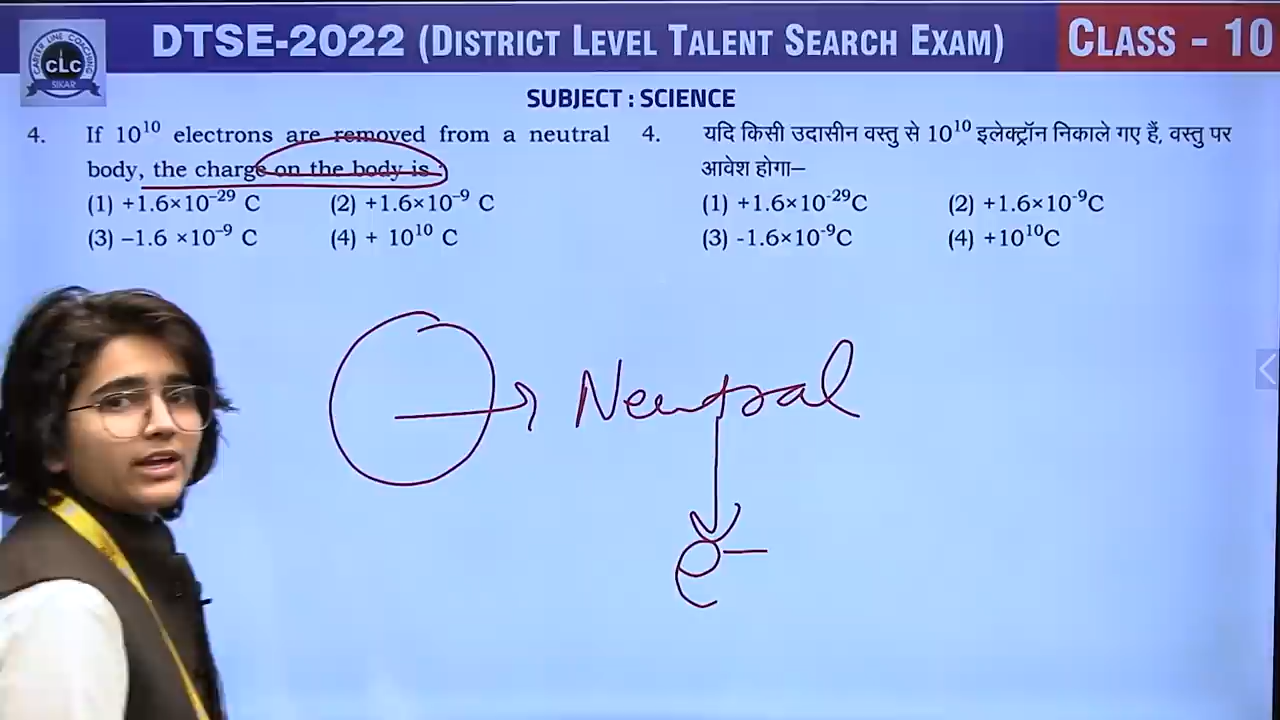 CAREER LINE COACHING
CLC
SIKAR
DTSE-2022 (DISTRICT LEVEL TALENT SEARCH EXAM)
CLASS - 10
SUBJECT : SCIENCE
4. If 10¹⁰ electrons are removed from a neutral
body, the charge on the body is :
(1) +1.6×10⁻²⁹ C (2) +1.6×10⁻⁹ C
(3) –1.6 ×10⁻⁹ C (4) + 10¹⁰ C
4. यदि किसी उदासीन वस्तु से 10¹⁰ इलेक्ट्रॉन निकाले गए हैं, वस्तु पर
आवेश होगा–
(1) +1.6×10⁻²⁹C (2) +1.6×10⁻⁹C
(3) -1.6×10⁻⁹C (4) +10¹⁰C
Neutral
e⁻